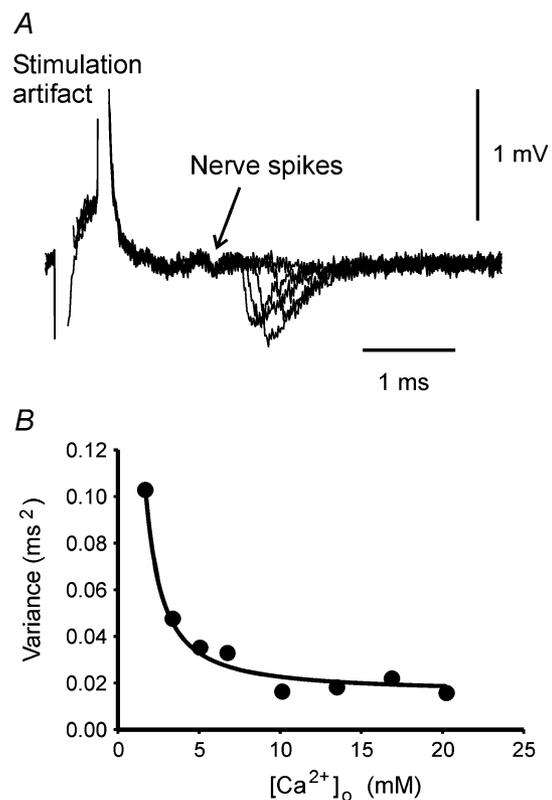 A
Stimulation
artifact
Nerve spikes
1 mV
1 ms
B
0.12
0.10
0.08
0.06
0.04
0.02
0.00
Variance (ms²)
0 5 10 15 20 25
[Ca²⁺]ₒ (mM)